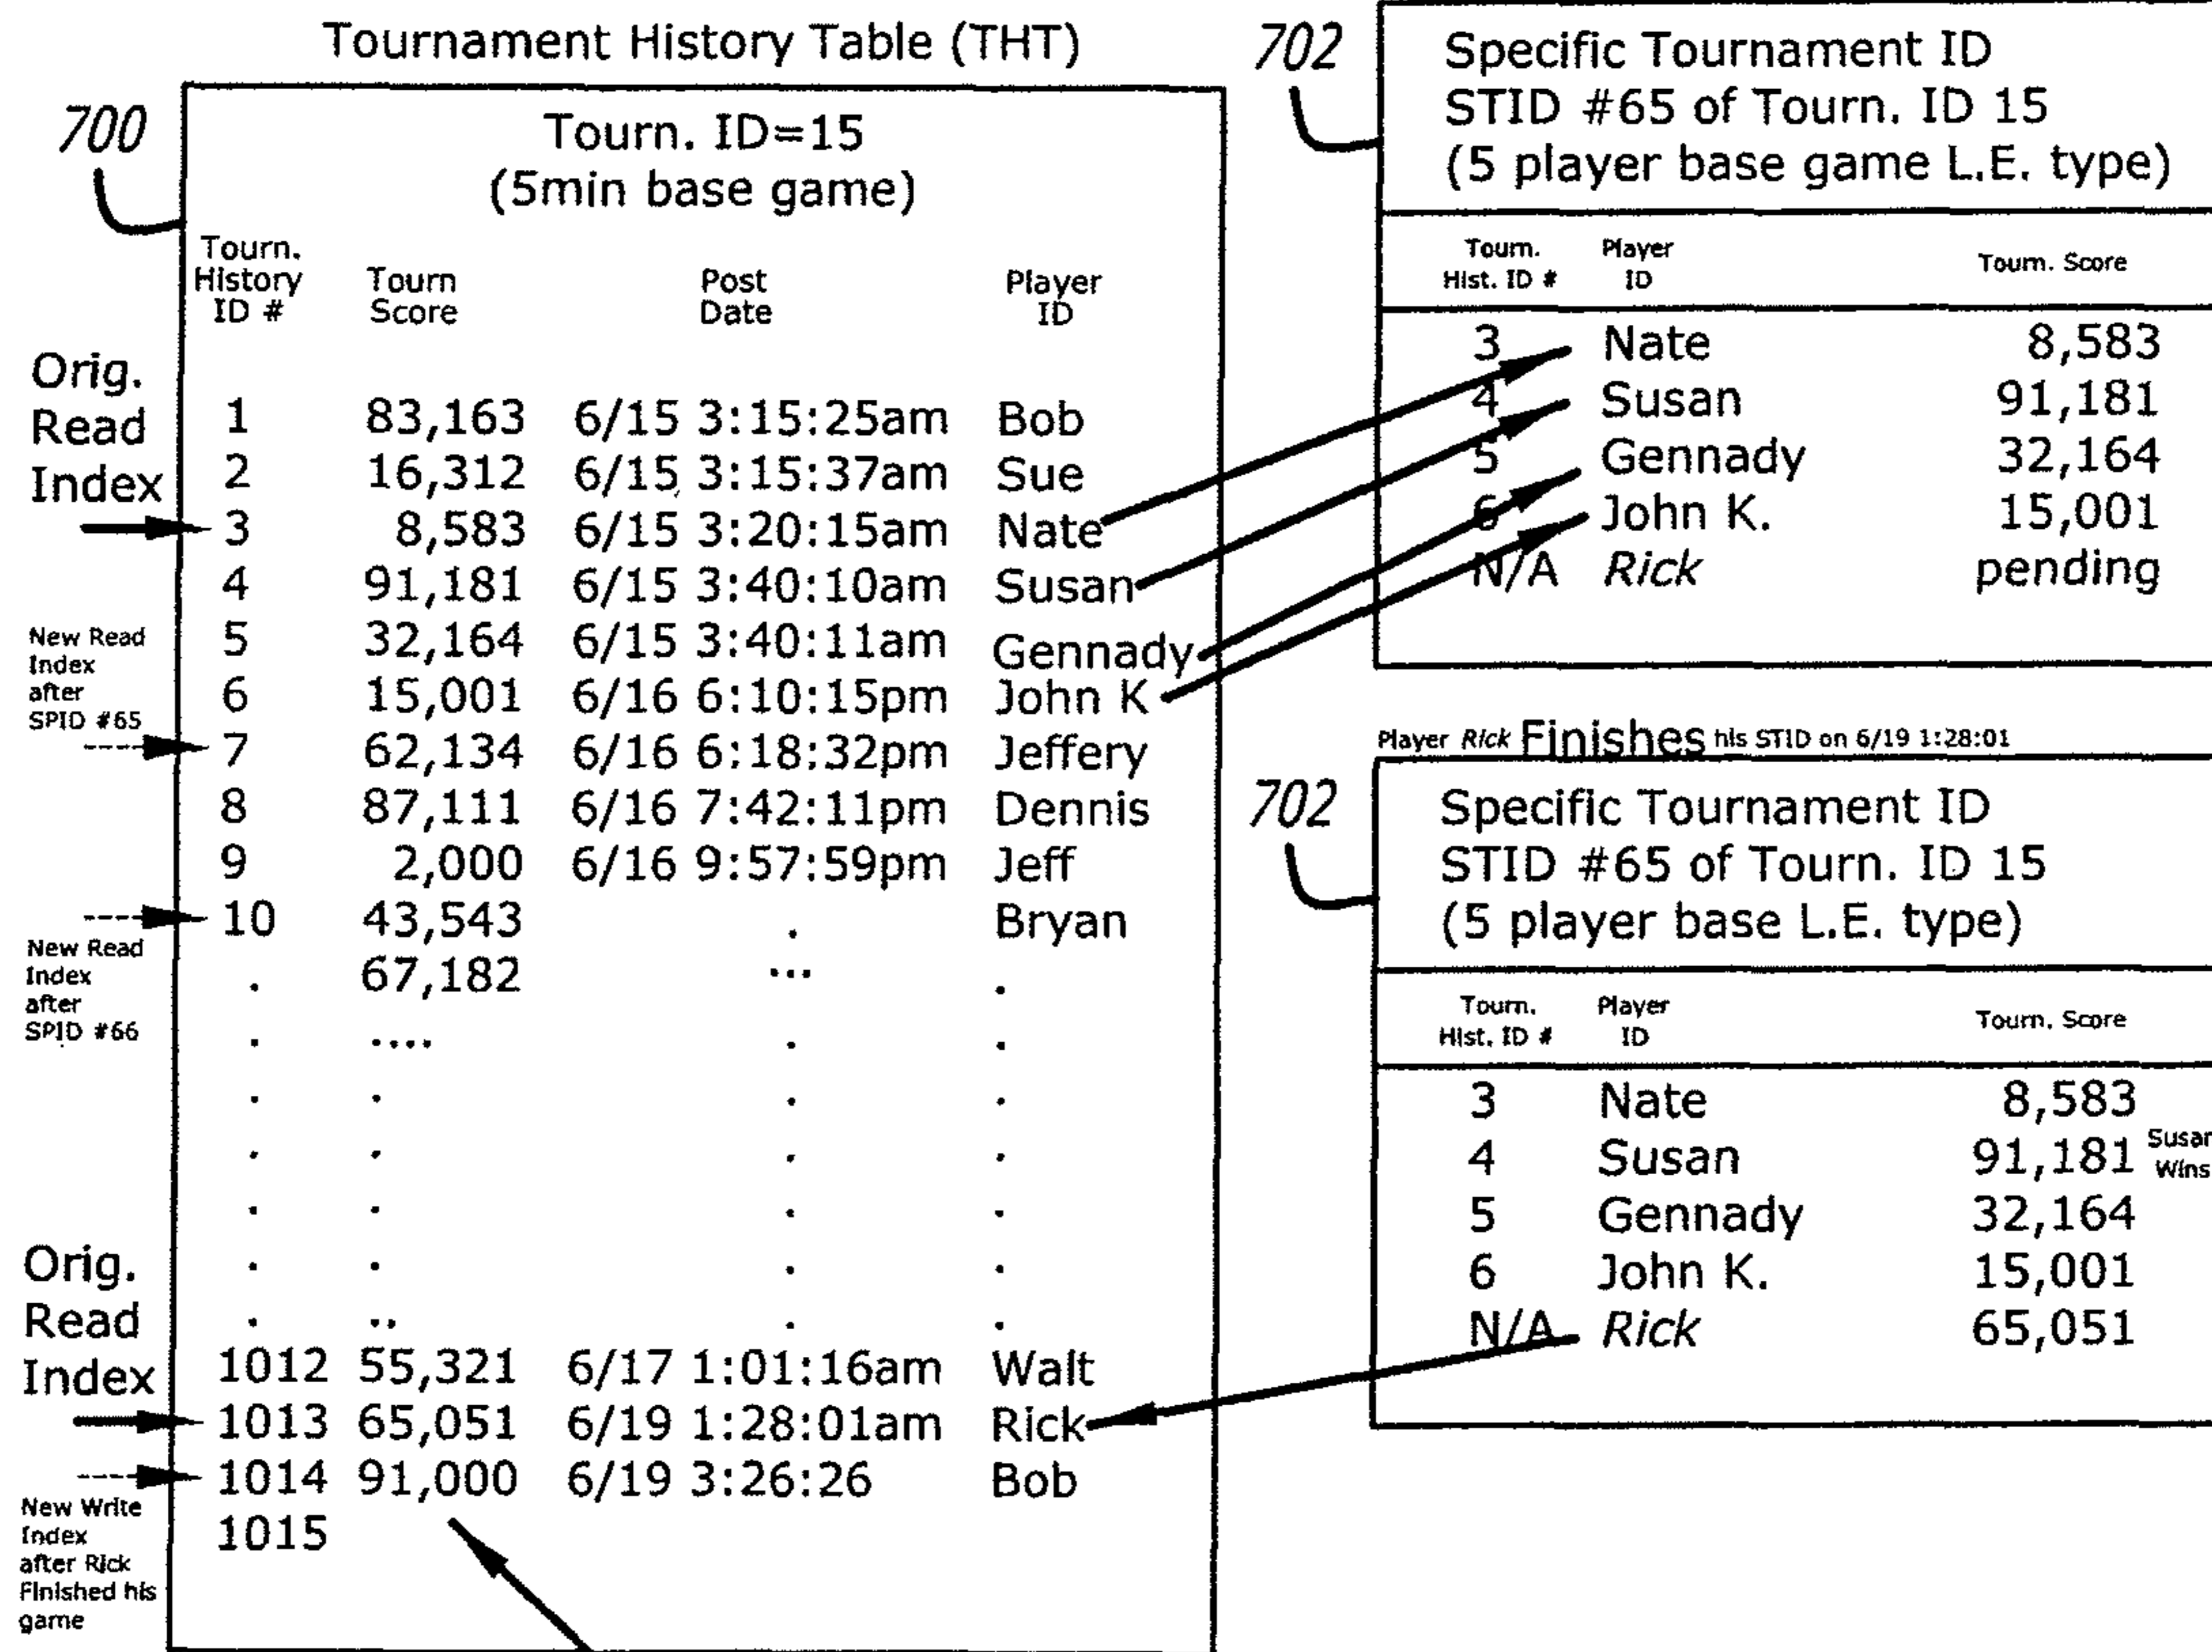 Tournament History Table (THT)
700
Tourn. ID=15
(5min base game)
Tourn.
History
ID #
Tourn
Score
Post
Date
Player
ID
Orig.
Read
Index
1 83,163 6/15 3:15:25am Bob
2 16,312 6/15 3:15:37am Sue
3 8,583 6/15 3:20:15am Nate
4 91,181 6/15 3:40:10am Susan
5 32,164 6/15 3:40:11am Gennady
6 15,001 6/16 6:10:15pm John K
7 62,134 6/16 6:18:32pm Jeffery
8 87,111 6/16 7:42:11pm Dennis
9 2,000 6/16 9:57:59pm Jeff
10 43,543 . Bryan
. 67,182 ... .
. .... . .
. . . .
. . . .
. . . .
. . . .
. .. . .
1012 55,321 6/17 1:01:16am Walt
1013 65,051 6/19 1:28:01am Rick
1014 91,000 6/19 3:26:26 Bob
1015
New Read
Index
after
SPID #65
New Read
Index
after
SPID #66
Orig.
Read
Index
New Write
Index
after Rick
Finished his
game
702
Specific Tournament ID
STID #65 of Tourn. ID 15
(5 player base game L.E. type)
Tourn.
Hist. ID #
Player
ID
Tourn. Score
3 Nate 8,583
4 Susan 91,181
5 Gennady 32,164
6 John K. 15,001
N/A Rick pending
Player Rick Finishes his STID on 6/19 1:28:01
702
Specific Tournament ID
STID #65 of Tourn. ID 15
(5 player base L.E. type)
Tourn.
Hist. ID #
Player
ID
Tourn. Score
3 Nate 8,583
4 Susan 91,181 Susan
Wins
5 Gennady 32,164
6 John K. 15,001
N/A Rick 65,051